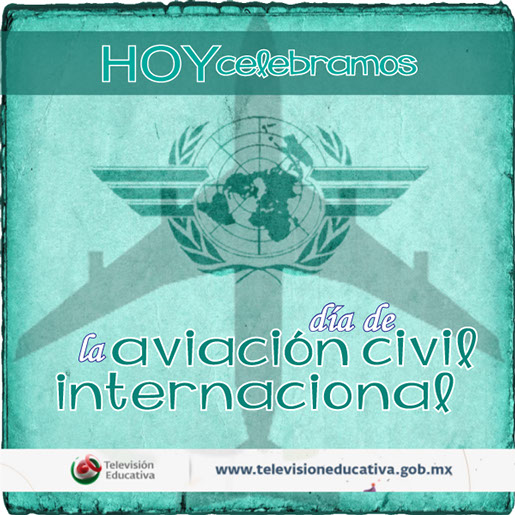 HOY celebramos
día de
la aviación civil
internacional
Televisión
Educativa
www.televisioneducativa.gob.mx